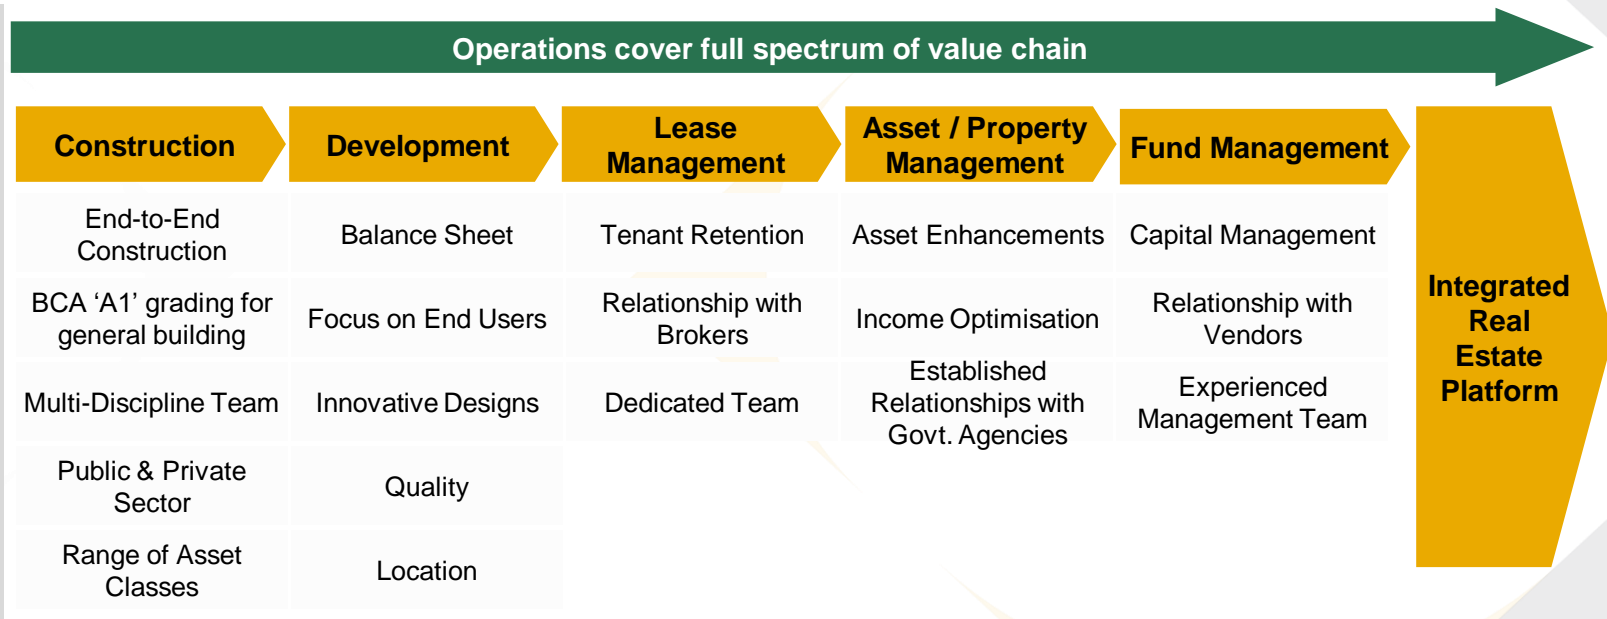 Operations cover full spectrum of value chain
Construction
Development
Lease
Management
Asset / Property
Management
Fund Management
End-to-End
Construction
Balance Sheet
Tenant Retention
Asset Enhancements
Capital Management
BCA ‘A1’ grading for
general building
Focus on End Users
Relationship with
Brokers
Income Optimisation
Relationship with
Vendors
Multi-Discipline Team
Innovative Designs
Dedicated Team
Established
Relationships with
Govt. Agencies
Experienced
Management Team
Public & Private
Sector
Quality
Range of Asset
Classes
Location
Integrated
Real
Estate
Platform